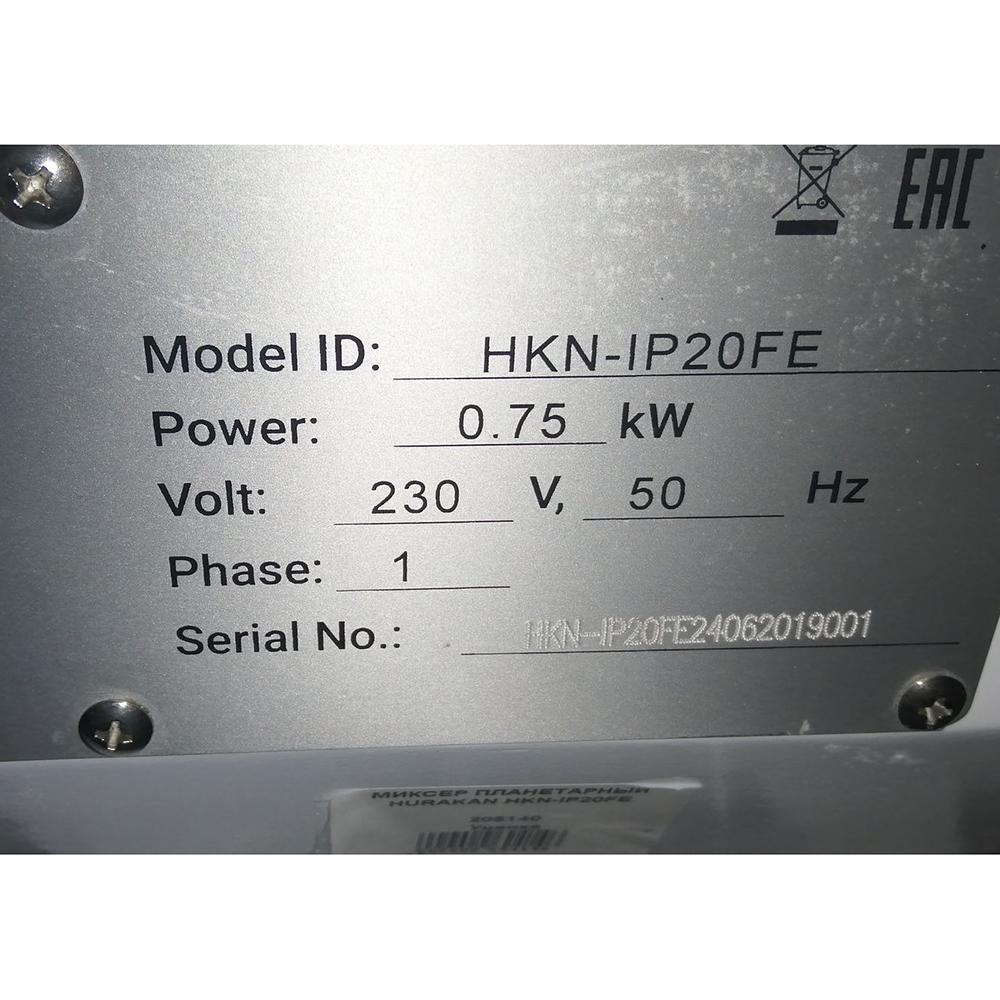 EAC
Model ID: HKN-IP20FE
Power: 0.75 kW
Volt: 230 V, 50 Hz
Phase: 1
Serial No.: HKN-IP20FE24062019001
МИКСЕР ПЛАНЕТАРНЫЙ
HURAKAN HKN-IP20FE